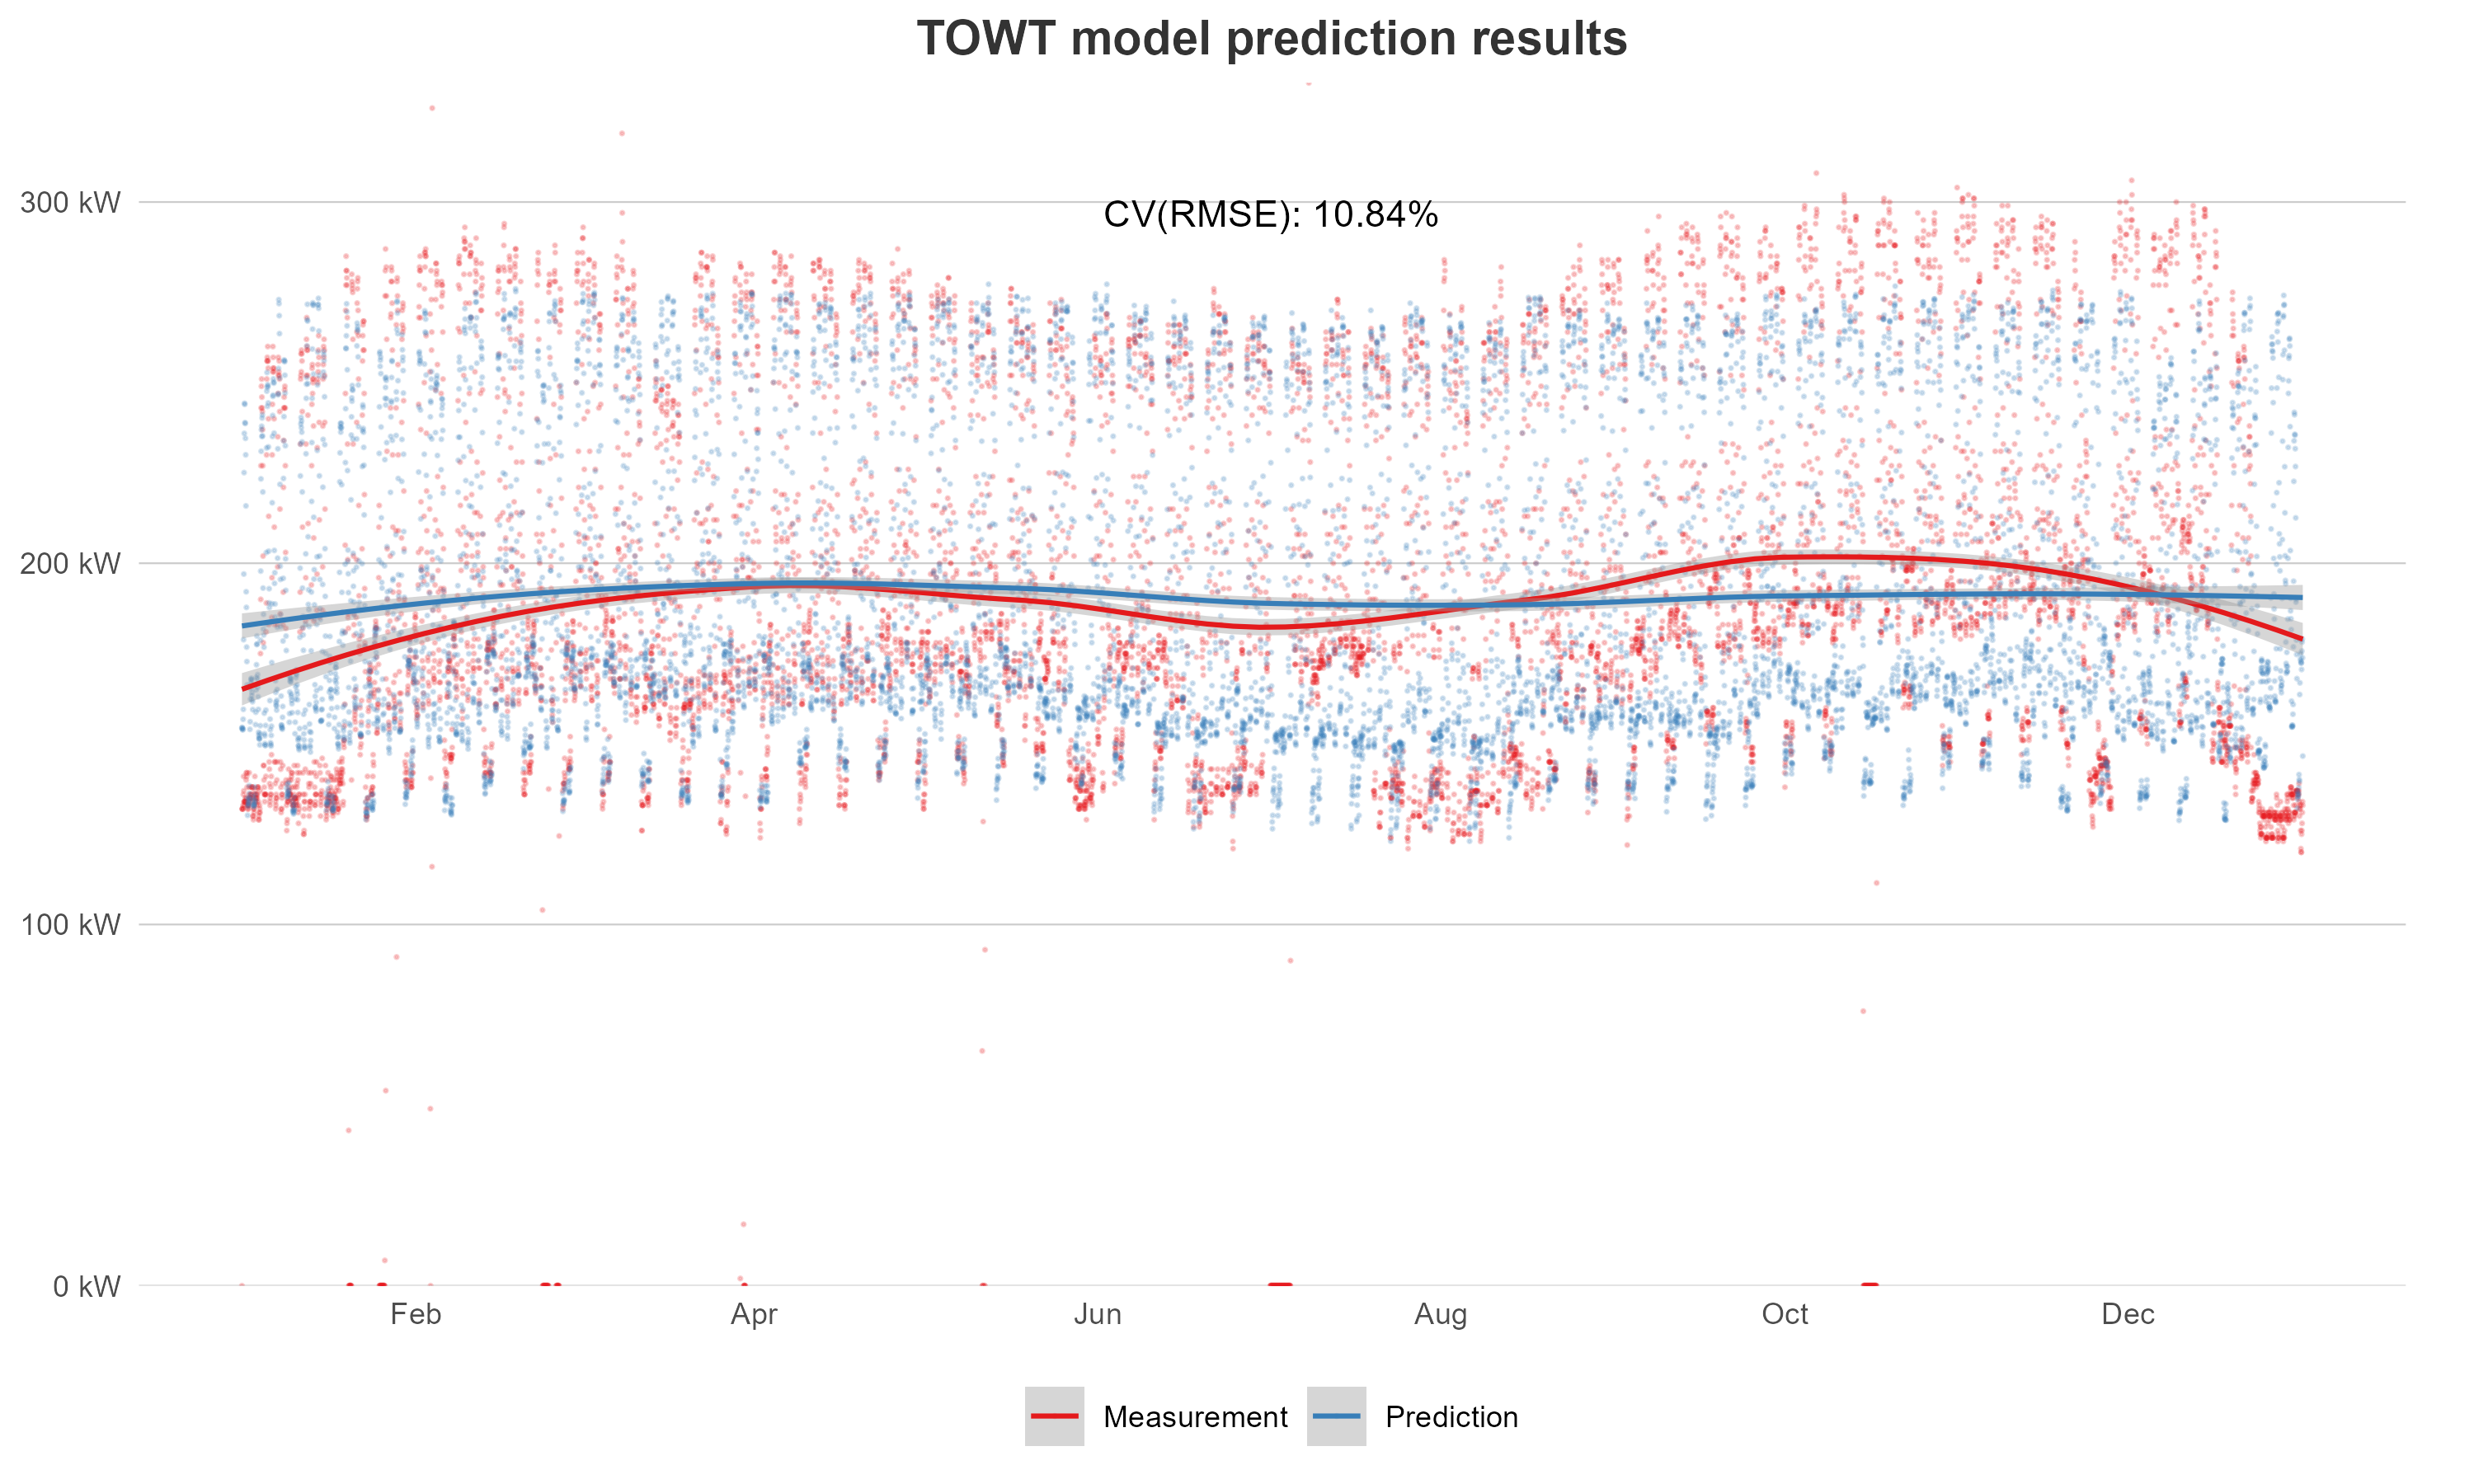 TOWT model prediction results
300 kW
CV(RMSE): 10.84%
200 kW
100 kW
0 kW
Feb Apr Jun Aug Oct Dec
Measurement Prediction